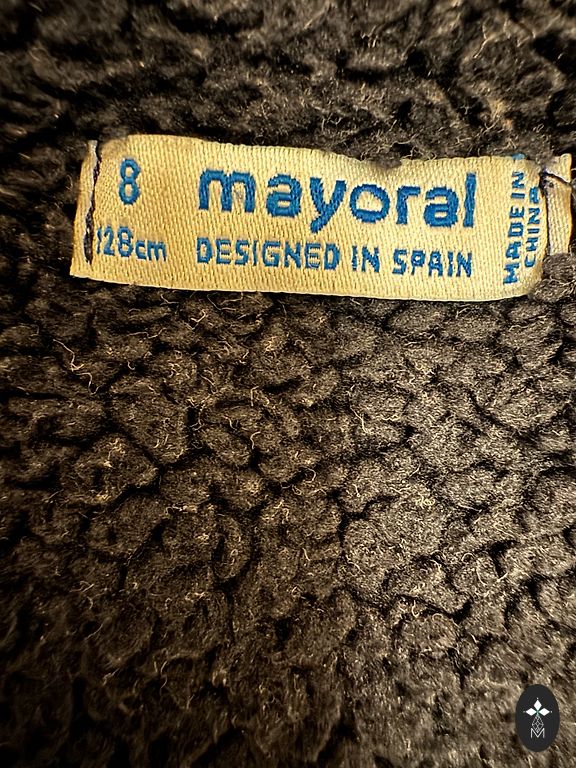 8 mayoral
128cm DESIGNED IN SPAIN
MADE IN
CHINA
M